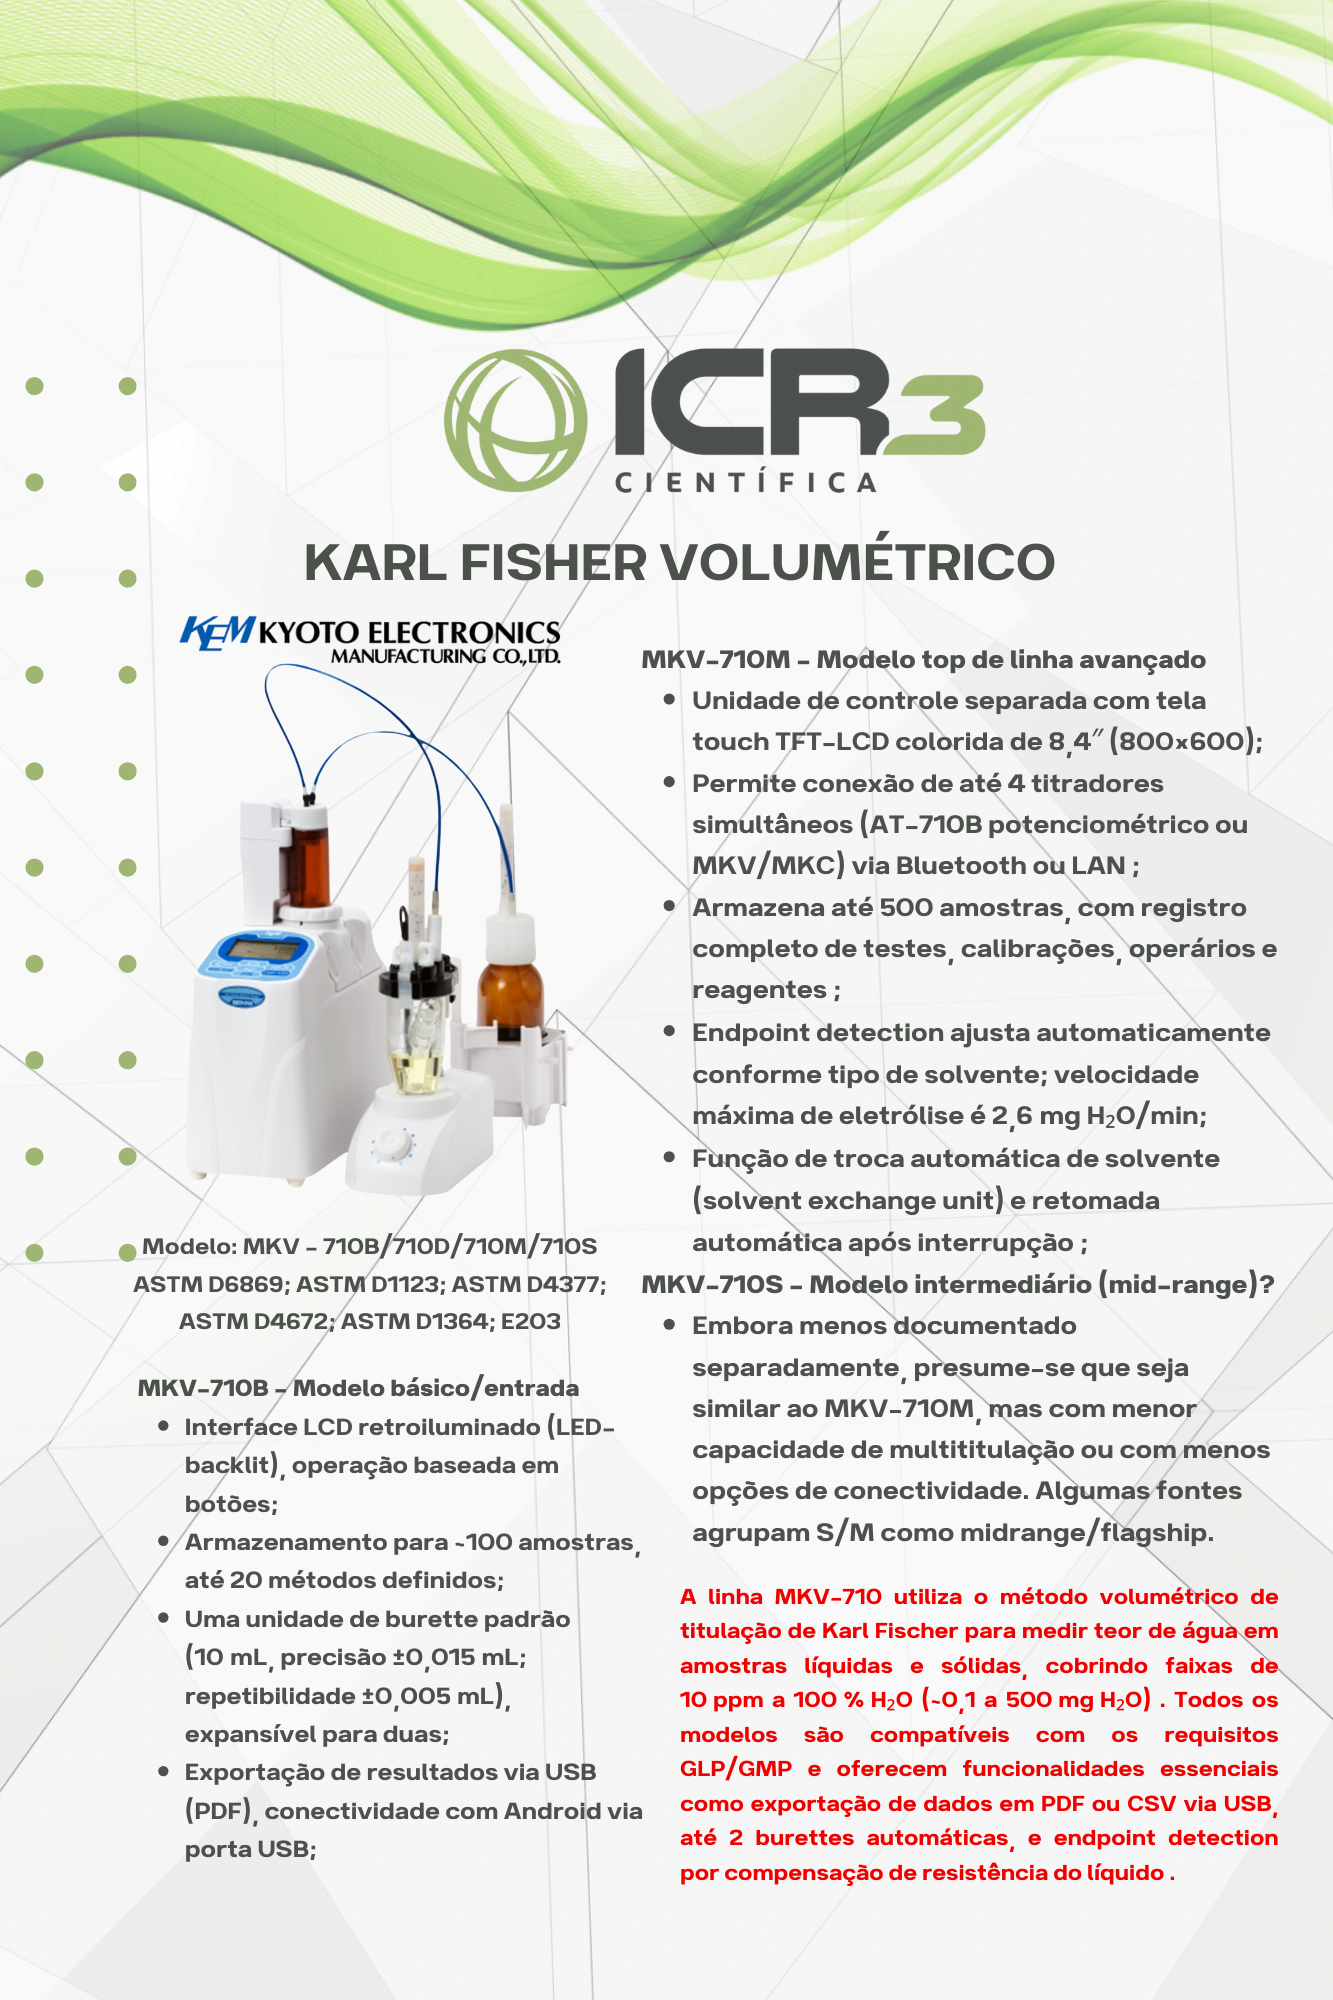 ICR3
CIENTÍFICA
KARL FISHER VOLUMÉTRICO
KEM KYOTO ELECTRONICS
MANUFACTURING CO.,LTD.
Modelo: MKV - 710B/710D/710M/710S
ASTM D6869; ASTM D1123; ASTM D4377;
ASTM D4672; ASTM D1364; E203
MKV-710B – Modelo básico/entrada
• Interface LCD retroiluminado (LED-
backlit), operação baseada em
botões;
• Armazenamento para ~100 amostras,
até 20 métodos definidos;
• Uma unidade de burette padrão
(10 mL, precisão ±0,015 mL;
repetibilidade ±0,005 mL),
expansível para duas;
• Exportação de resultados via USB
(PDF), conectividade com Android via
porta USB;
MKV-710M – Modelo top de linha avançado
• Unidade de controle separada com tela
touch TFT-LCD colorida de 8,4″ (800×600);
• Permite conexão de até 4 titradores
simultâneos (AT-710B potenciométrico ou
MKV/MKC) via Bluetooth ou LAN ;
• Armazena até 500 amostras, com registro
completo de testes, calibrações, operários e
reagentes ;
• Endpoint detection ajusta automaticamente
conforme tipo de solvente; velocidade
máxima de eletrólise é 2,6 mg H₂O/min;
• Função de troca automática de solvente
(solvent exchange unit) e retomada
automática após interrupção ;
MKV-710S – Modelo intermediário (mid-range)?
• Embora menos documentado
separadamente, presume-se que seja
similar ao MKV-710M, mas com menor
capacidade de multititulação ou com menos
opções de conectividade. Algumas fontes
agrupam S/M como midrange/flagship.
A linha MKV-710 utiliza o método volumétrico de
titulação de Karl Fischer para medir teor de água em
amostras líquidas e sólidas, cobrindo faixas de
10 ppm a 100 % H₂O (~0,1 a 500 mg H₂O) . Todos os
modelos são compatíveis com os requisitos
GLP/GMP e oferecem funcionalidades essenciais
como exportação de dados em PDF ou CSV via USB,
até 2 burettes automáticas, e endpoint detection
por compensação de resistência do líquido .